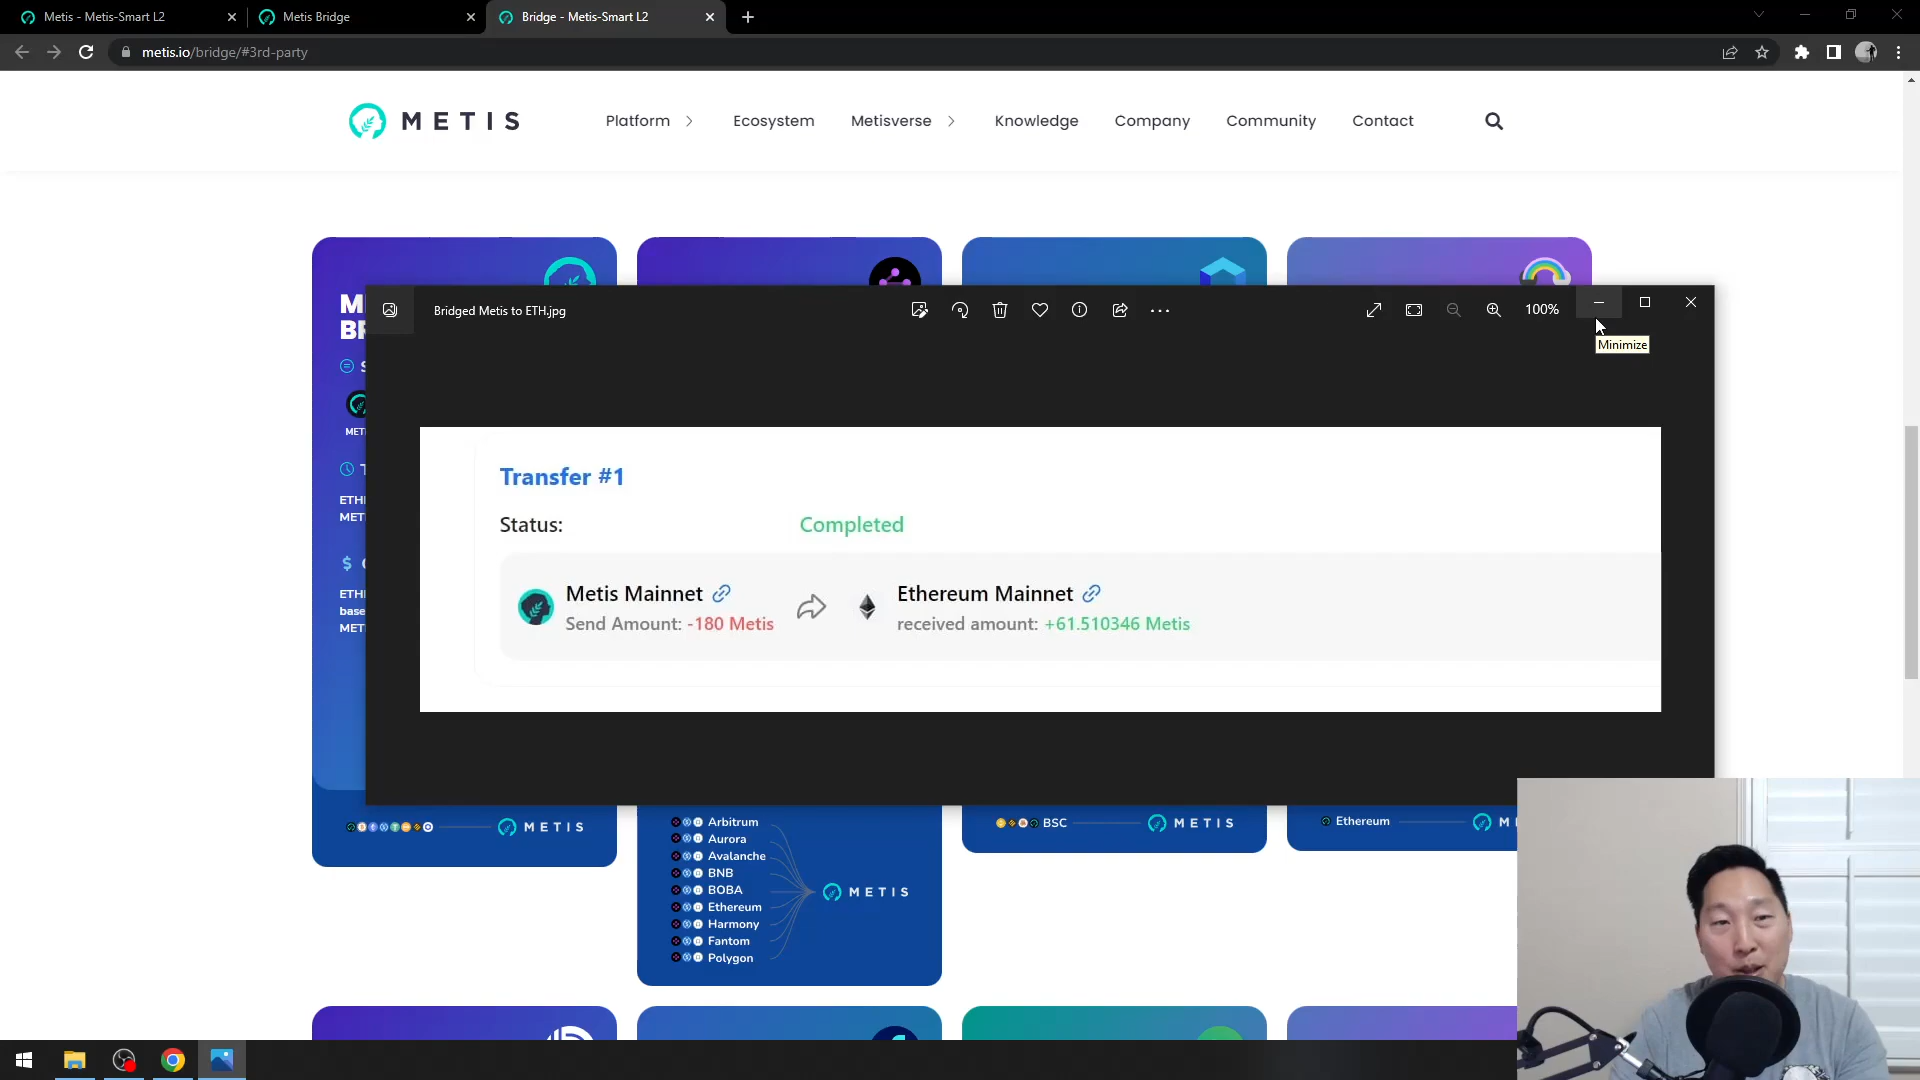 Metis - Metis-Smart L2
Metis Bridge
Bridge - Metis-Smart L2
metis.io/bridge/#3rd-party
METIS
Platform
Ecosystem
Metisverse
Knowledge
Company
Community
Contact
Bridged Metis to ETH.jpg
100%
Minimize
Transfer #1
Status:
Completed
Metis Mainnet
Send Amount: -180 Metis
Ethereum Mainnet
received amount: +61.510346 Metis
$
METIS
Arbitrum
Aurora
Avalanche
BNB
BOBA
Ethereum
Harmony
Fantom
Polygon
METIS
BSC
METIS
Ethereum